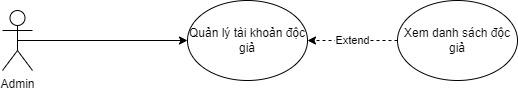 Quản lý tài khoản độc
giả
Extend
Xem danh sách độc
giả
Admin